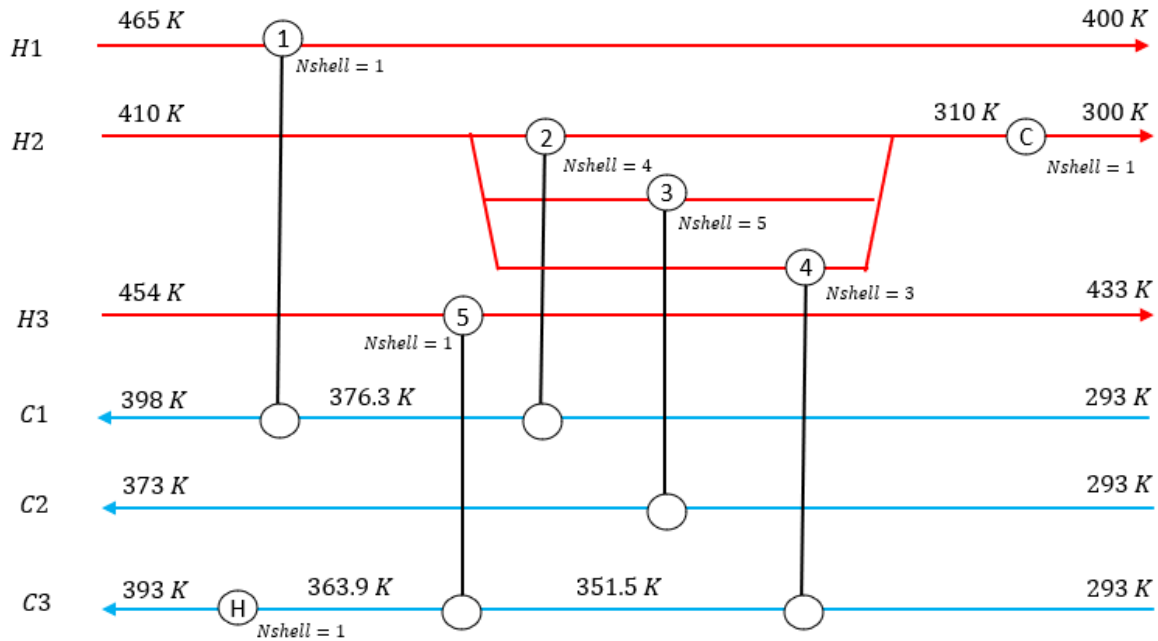 465 K
400 K
H1
1
Nshell = 1
410 K
310 K
300 K
H2
2
C
Nshell = 4
Nshell = 1
3
Nshell = 5
4
Nshell = 3
454 K
433 K
H3
5
Nshell = 1
398 K
376.3 K
293 K
C1
373 K
293 K
C2
393 K
363.9 K
351.5 K
293 K
C3
H
Nshell = 1